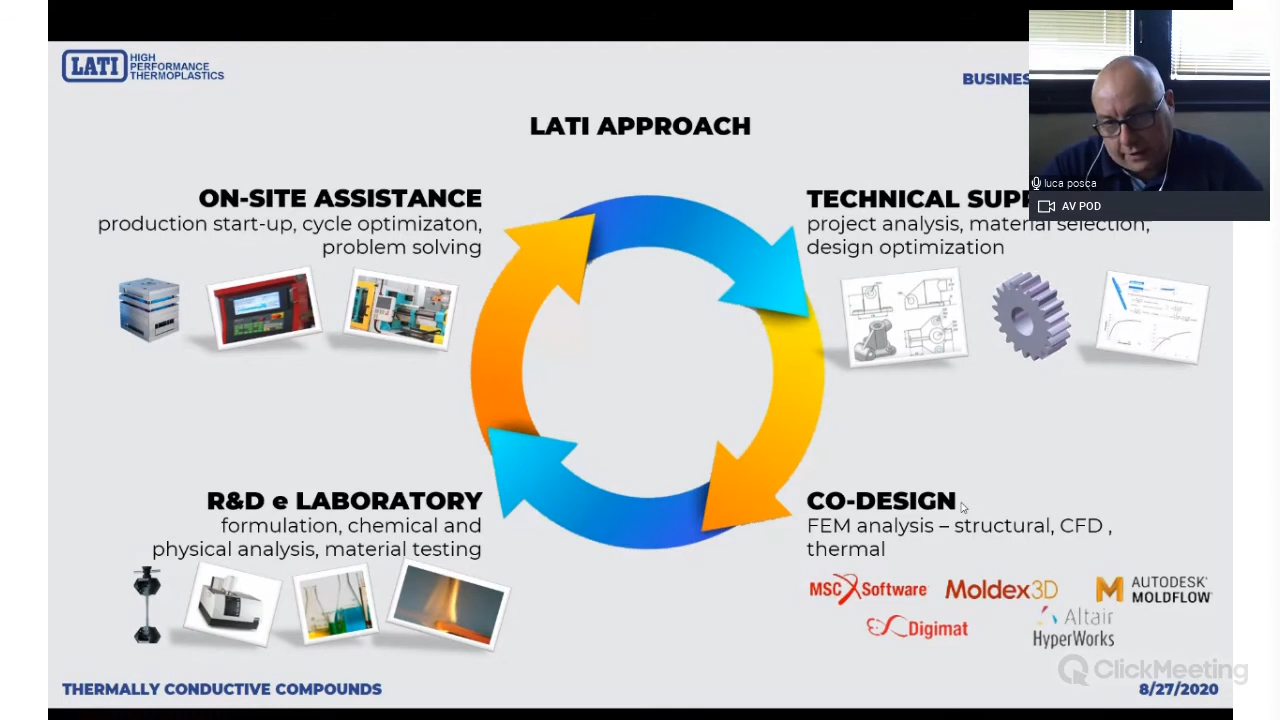 LATI HIGH
PERFORMANCE
THERMOPLASTICS
BUSINES
LATI APPROACH
ON-SITE ASSISTANCE
production start-up, cycle optimizaton,
problem solving
TECHNICAL SUPP
project analysis, material selection,
design optimization
luca posca
AV POD
R&D e LABORATORY
formulation, chemical and
physical analysis, material testing
CO-DESIGN
FEM analysis – structural, CFD ,
thermal
MSC Software
Moldex3D
AUTODESK®
MOLDFLOW®
Digimat
Altair
HyperWorks
ClickMeeting
THERMALLY CONDUCTIVE COMPOUNDS
8/27/2020